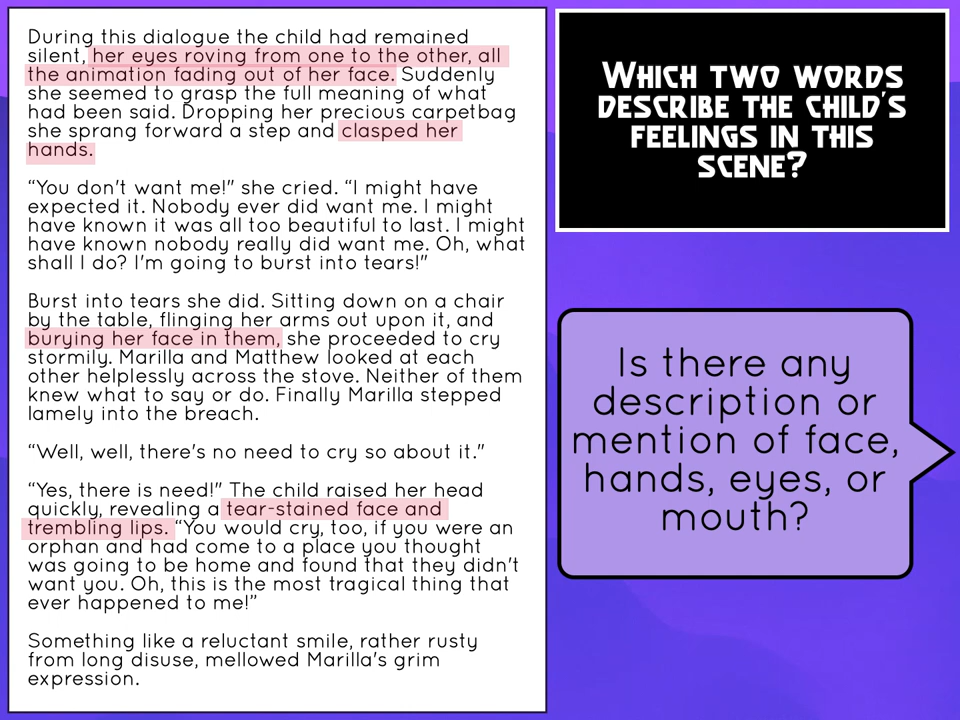 During this dialogue the child had remained
silent, her eyes roving from one to the other, all
the animation fading out of her face. Suddenly
she seemed to grasp the full meaning of what
had been said. Dropping her precious carpetbag
she sprang forward a step and clasped her
hands.
“You don't want me!" she cried. “I might have
expected it. Nobody ever did want me. I might
have known it was all too beautiful to last. I might
have known nobody really did want me. Oh, what
shall I do? I'm going to burst into tears!"
Burst into tears she did. Sitting down on a chair
by the table, flinging her arms out upon it, and
burying her face in them, she proceeded to cry
stormily. Marilla and Matthew looked at each
other helplessly across the stove. Neither of them
knew what to say or do. Finally Marilla stepped
lamely into the breach.
“Well, well, there's no need to cry so about it."
“Yes, there is need!" The child raised her head
quickly, revealing a tear-stained face and
trembling lips. “You would cry, too, if you were an
orphan and had come to a place you thought
was going to be home and found that they didn't
want you. Oh, this is the most tragical thing that
ever happened to me!”
Something like a reluctant smile, rather rusty
from long disuse, mellowed Marilla's grim
expression.
WHICH TWO WORDS
DESCRIBE THE CHILD'S
FEELINGS IN THIS
SCENE?
Is there any
description or
mention of face,
hands, eyes, or
mouth?